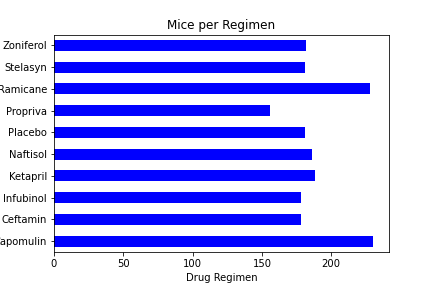 Mice per Regimen
Zoniferol
Stelasyn
Ramicane
Propriva
Placebo
Naftisol
Ketapril
Infubinol
Ceftamin
apomulin
0 50 100 150 200
Drug Regimen